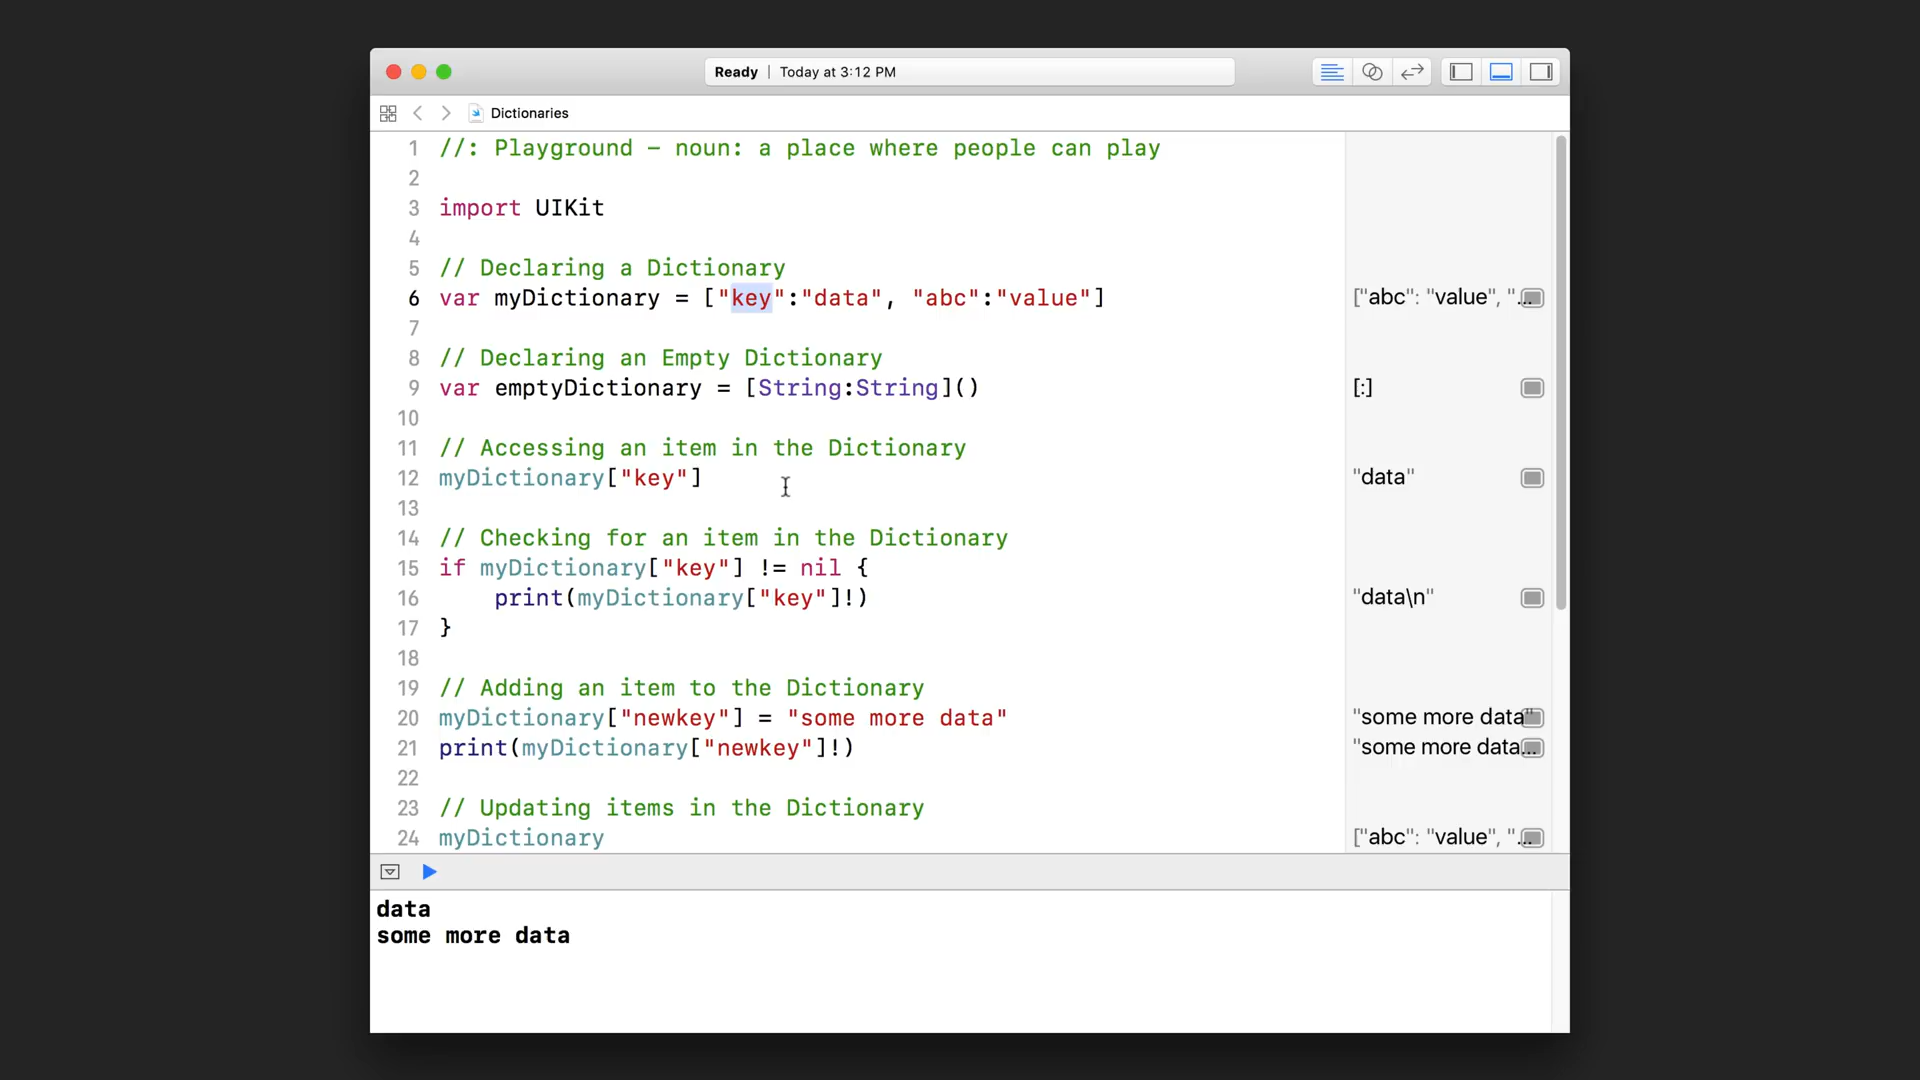 Ready | Today at 3:12 PM
Dictionaries
1 //: Playground – noun: a place where people can play
2
3 import UIKit
4
5 // Declaring a Dictionary
6 var myDictionary = ["key":"data", "abc":"value"] ["abc": "value", "...
7
8 // Declaring an Empty Dictionary
9 var emptyDictionary = [String:String]() [:]
10
11 // Accessing an item in the Dictionary
12 myDictionary["key"] "data"
13
14 // Checking for an item in the Dictionary
15 if myDictionary["key"] != nil {
16     print(myDictionary["key"]!) "data\n"
17 }
18
19 // Adding an item to the Dictionary
20 myDictionary["newkey"] = "some more data" "some more data"
21 print(myDictionary["newkey"]!) "some more data...
22
23 // Updating items in the Dictionary
24 myDictionary ["abc": "value", "...
data
some more data